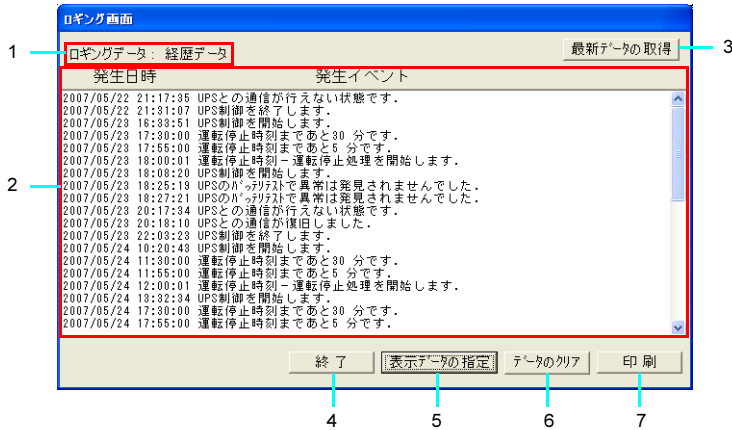 ロギング画面
1
ロギングデータ： 経歴データ
最新ﾃﾞｰﾀの取得
3
発生日時 発生イベント
2
2007/05/22 21:17:35 UPSとの通信が行えない状態です.
2007/05/22 21:31:07 UPS制御を終了します.
2007/05/23 16:33:51 UPS制御を開始します.
2007/05/23 17:30:00 運転停止時刻まであと30 分です.
2007/05/23 17:55:00 運転停止時刻まであと5 分です.
2007/05/23 18:00:01 運転停止時刻－運転停止処理を開始します.
2007/05/23 18:08:20 UPS制御を開始します.
2007/05/23 18:25:19 UPSのﾊﾞｯﾃﾘﾃｽﾄで異常は発見されませんでした.
2007/05/23 18:27:21 UPSのﾊﾞｯﾃﾘﾃｽﾄで異常は発見されませんでした.
2007/05/23 20:17:34 UPSとの通信が行えない状態です.
2007/05/23 20:18:10 UPSとの通信が復旧しました.
2007/05/23 22:03:23 UPS制御を終了します.
2007/05/24 10:20:43 UPS制御を開始します.
2007/05/24 11:30:00 運転停止時刻まであと30 分です.
2007/05/24 11:55:00 運転停止時刻まであと5 分です.
2007/05/24 12:00:01 運転停止時刻－運転停止処理を開始します.
2007/05/24 13:32:34 UPS制御を開始します.
2007/05/24 17:30:00 運転停止時刻まであと30 分です.
2007/05/24 17:55:00 運転停止時刻まであと5 分です.
終 了 表示ﾃﾞｰﾀの指定 ﾃﾞｰﾀのｸﾘｱ 印 刷
4 5 6 7